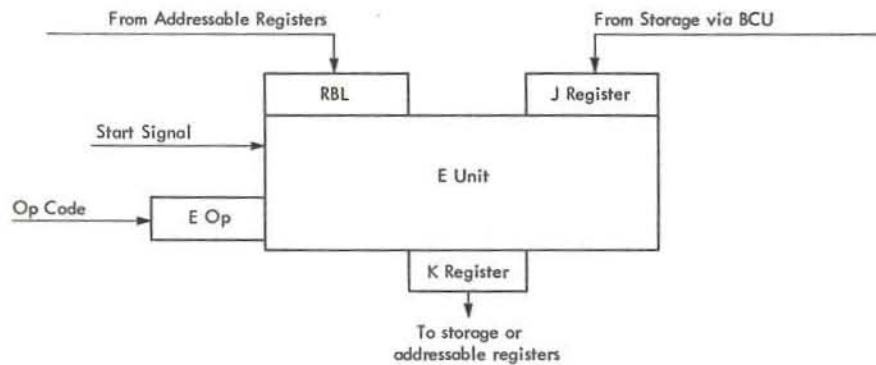 From Addressable Registers
From Storage via BCU
RBL
J Register
Start Signal
E Unit
Op Code
E Op
K Register
To storage or
addressable registers